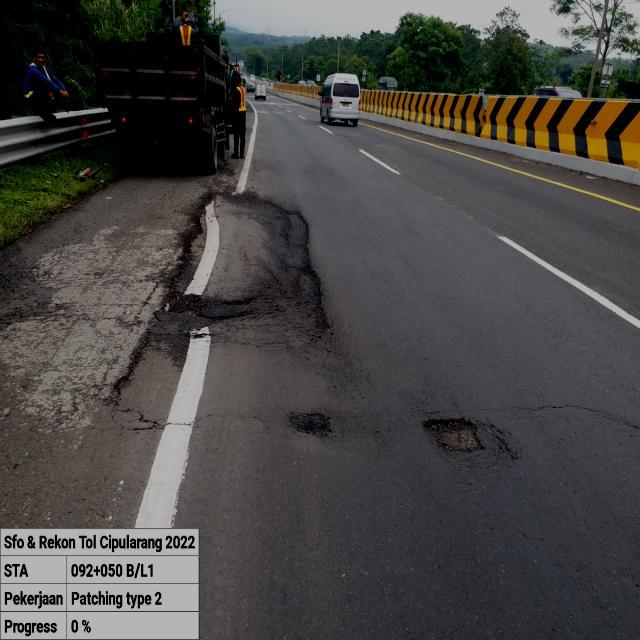 Sfo & Rekon Tol Cipularang 2022
STA 092+050 B/L1
Pekerjaan Patching type 2
Progress 0 %